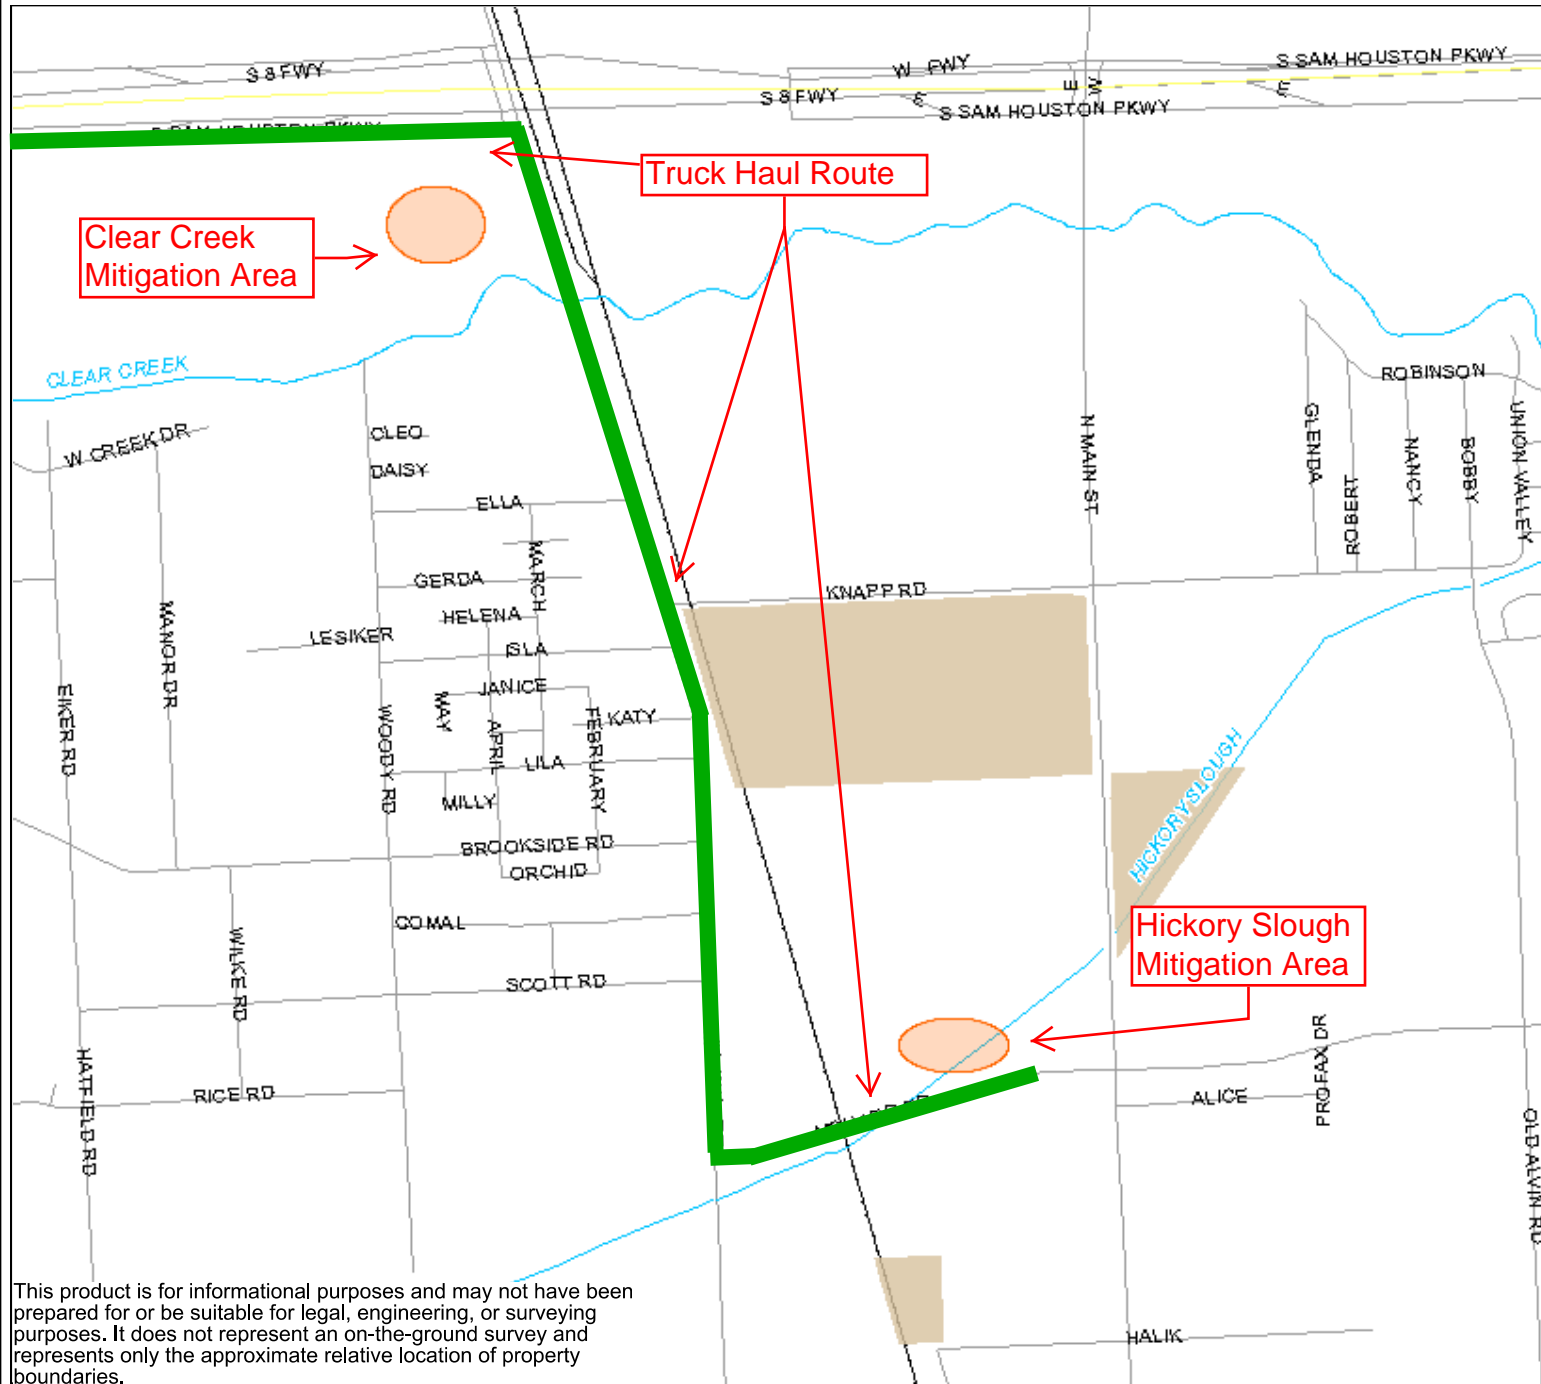 S 8 FWY
W FWY
S SAM HOUSTON PKWY
S 8 FWY
E
E
W
E
S SAM HOUSTON PKWY
S SAM HOUSTON PKWY
Truck Haul Route
Clear Creek
Mitigation Area
CLEAR CREEK
ROBINSON
W CREEK DR
CLEO
DAISY
ELLA
N MAIN ST
GLENDA
ROBERT
NANCY
BOBBY
UNION VALLEY
MARCH
GERDA
HELENA
KNAPP RD
LESIKER
ISLA
MANOR DR
JANICE
EIKER RD
MAY
WOODY RD
APRIL
FEBRUARY
KATY
LILA
MILLY
HICKORY SLOUGH
BROOKSIDE RD
ORCHID
COMAL
WILKE RD
SCOTT RD
Hickory Slough
Mitigation Area
HATFIELD RD
RICE RD
ALICE
PROFAX DR
OLD ALVIN RD
HALIK
This product is for informational purposes and may not have been
prepared for or be suitable for legal, engineering, or surveying
purposes. It does not represent an on-the-ground survey and
represents only the approximate relative location of property
boundaries.